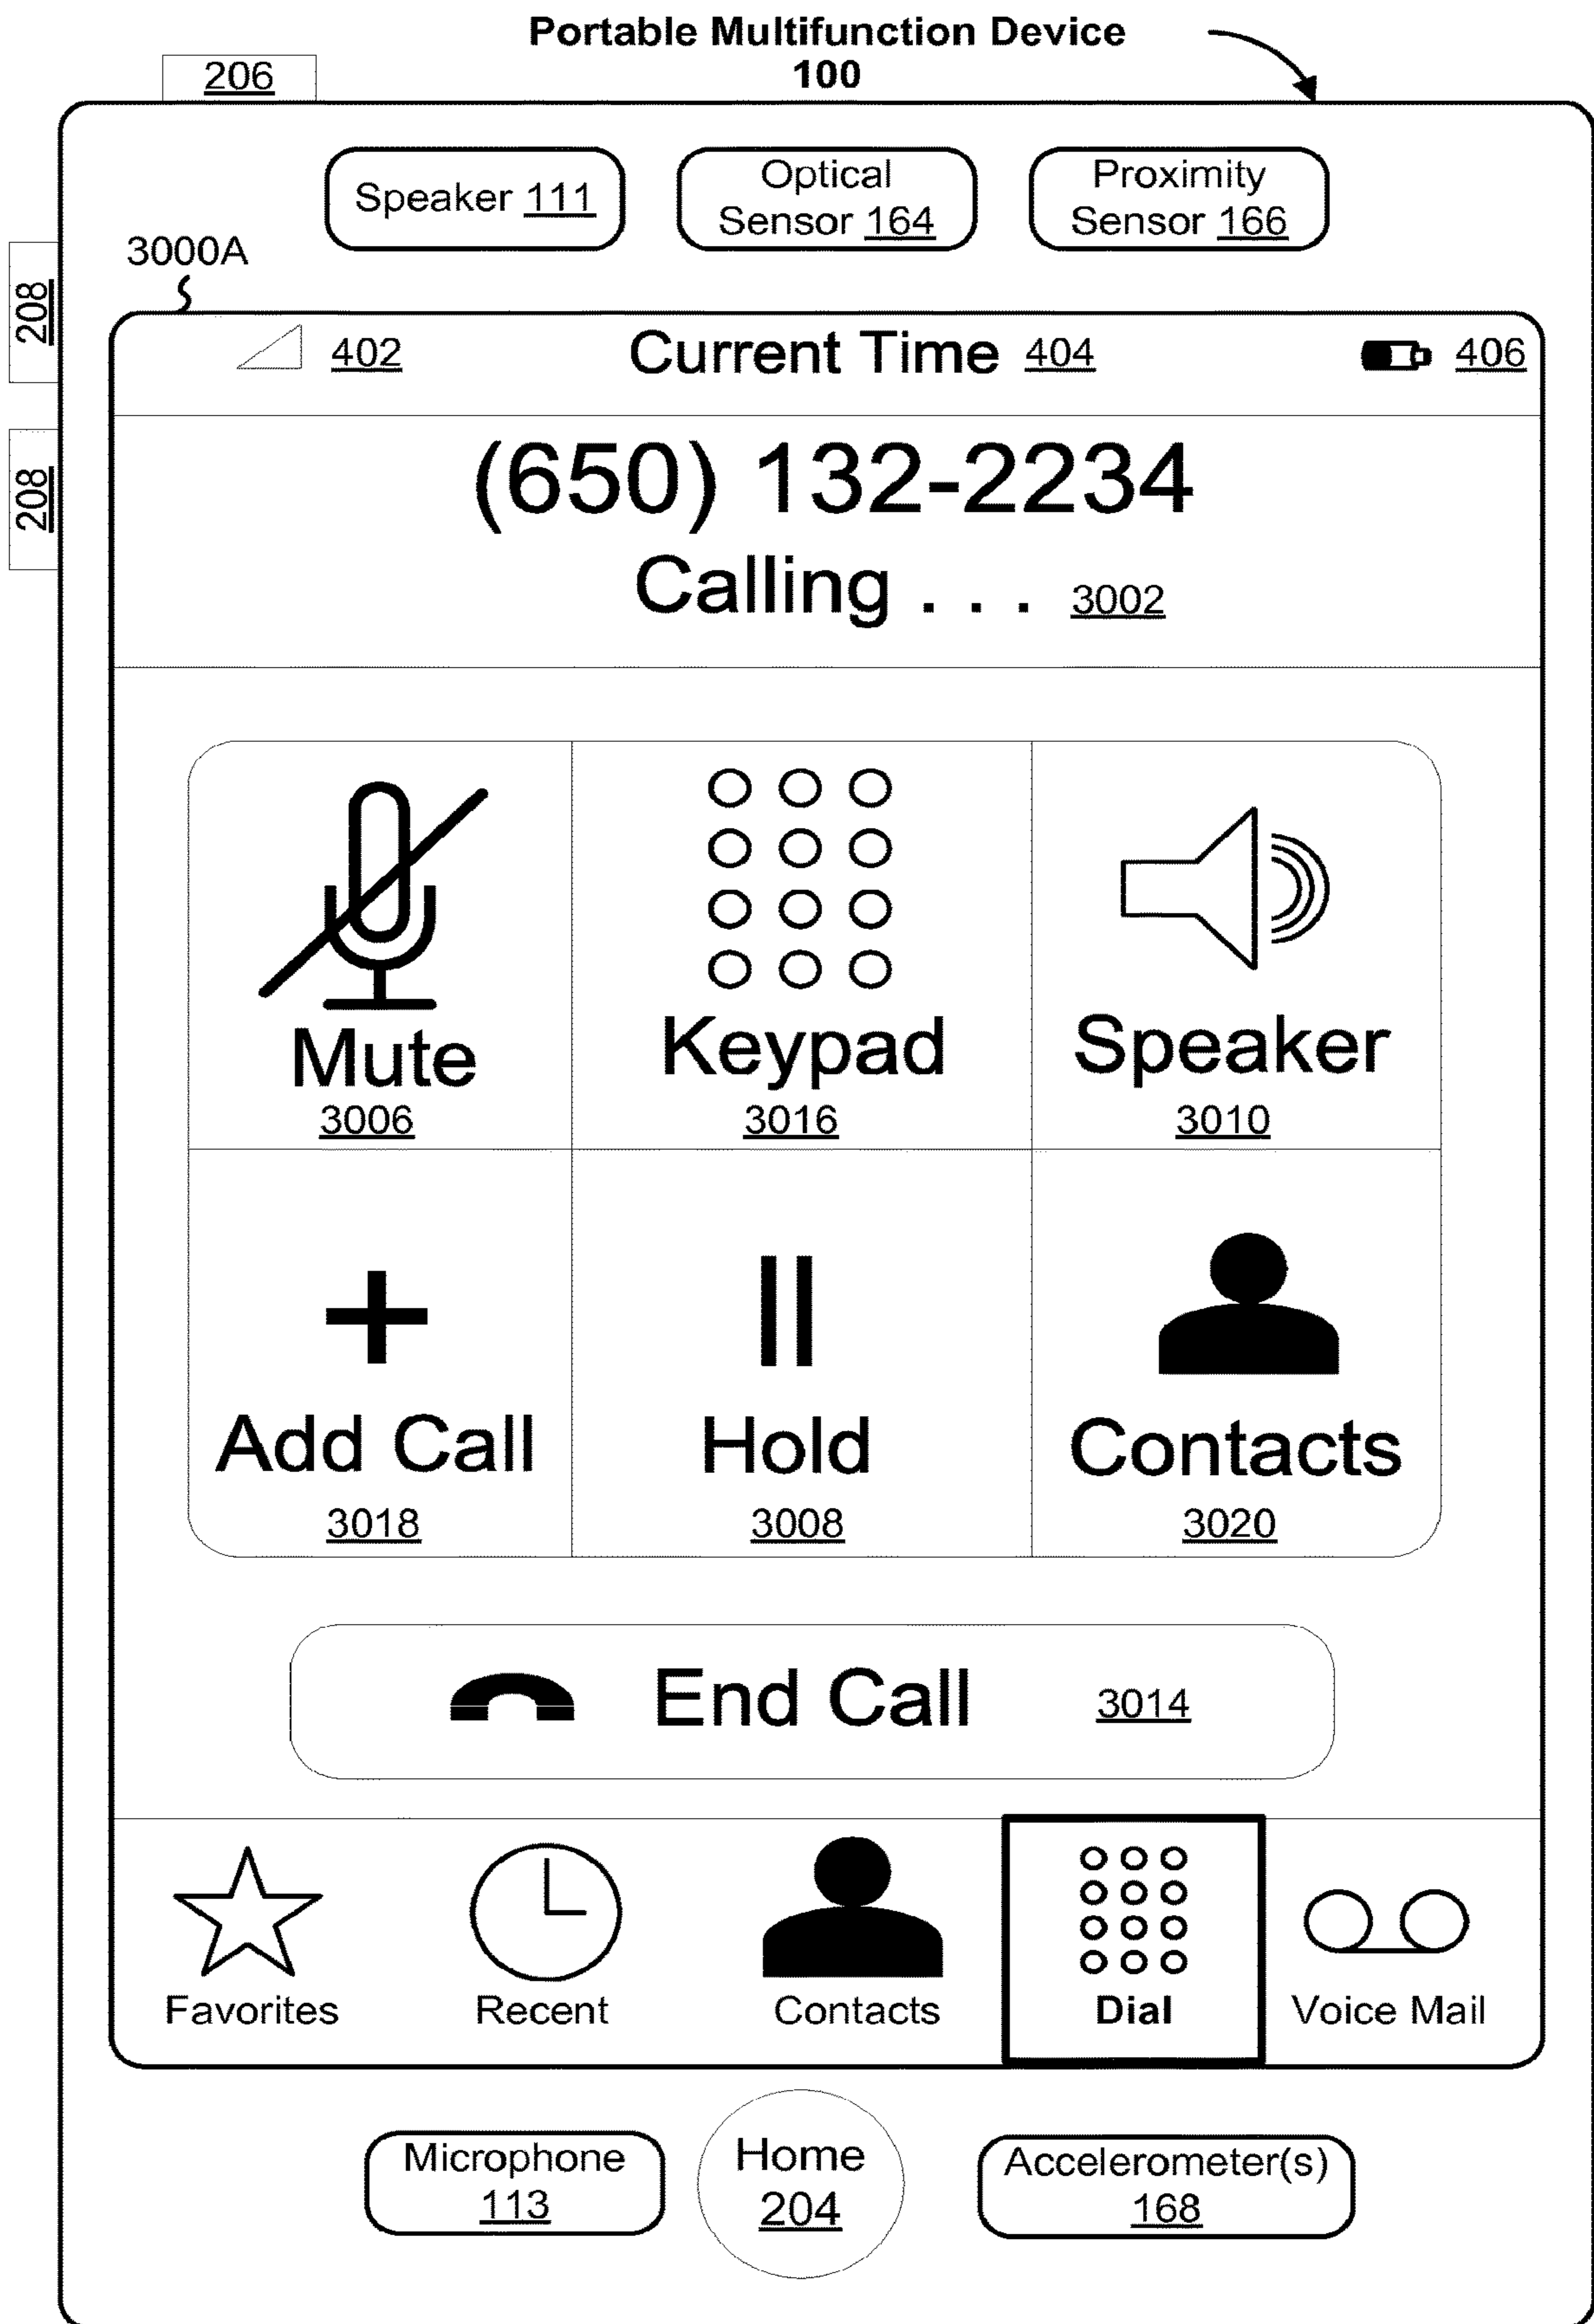 Portable Multifunction Device
100
206
Speaker 111
Optical
Sensor 164
Proximity
Sensor 166
3000A
208
208
402
Current Time 404
406
(650) 132-2234
Calling . . . 3002
Mute
3006
Keypad
3016
Speaker
3010
Add Call
3018
Hold
3008
Contacts
3020
End Call 3014
Favorites
Recent
Contacts
Dial
Voice Mail
Microphone
113
Home
204
Accelerometer(s)
168